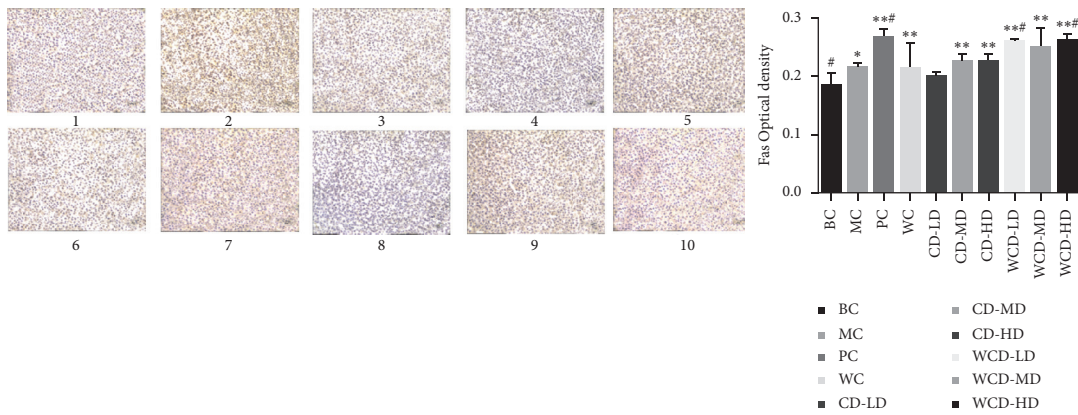 1
2
3
4
5
6
7
8
9
10
Fas Optical density
0.3
0.2
0.1
0.0
#
*
**#
**
**
**
**#
**
**#
BC
MC
PC
WC
CD-LD
CD-MD
CD-HD
WCD-LD
WCD-MD
WCD-HD
BC
MC
PC
WC
CD-LD
CD-MD
CD-HD
WCD-LD
WCD-MD
WCD-HD